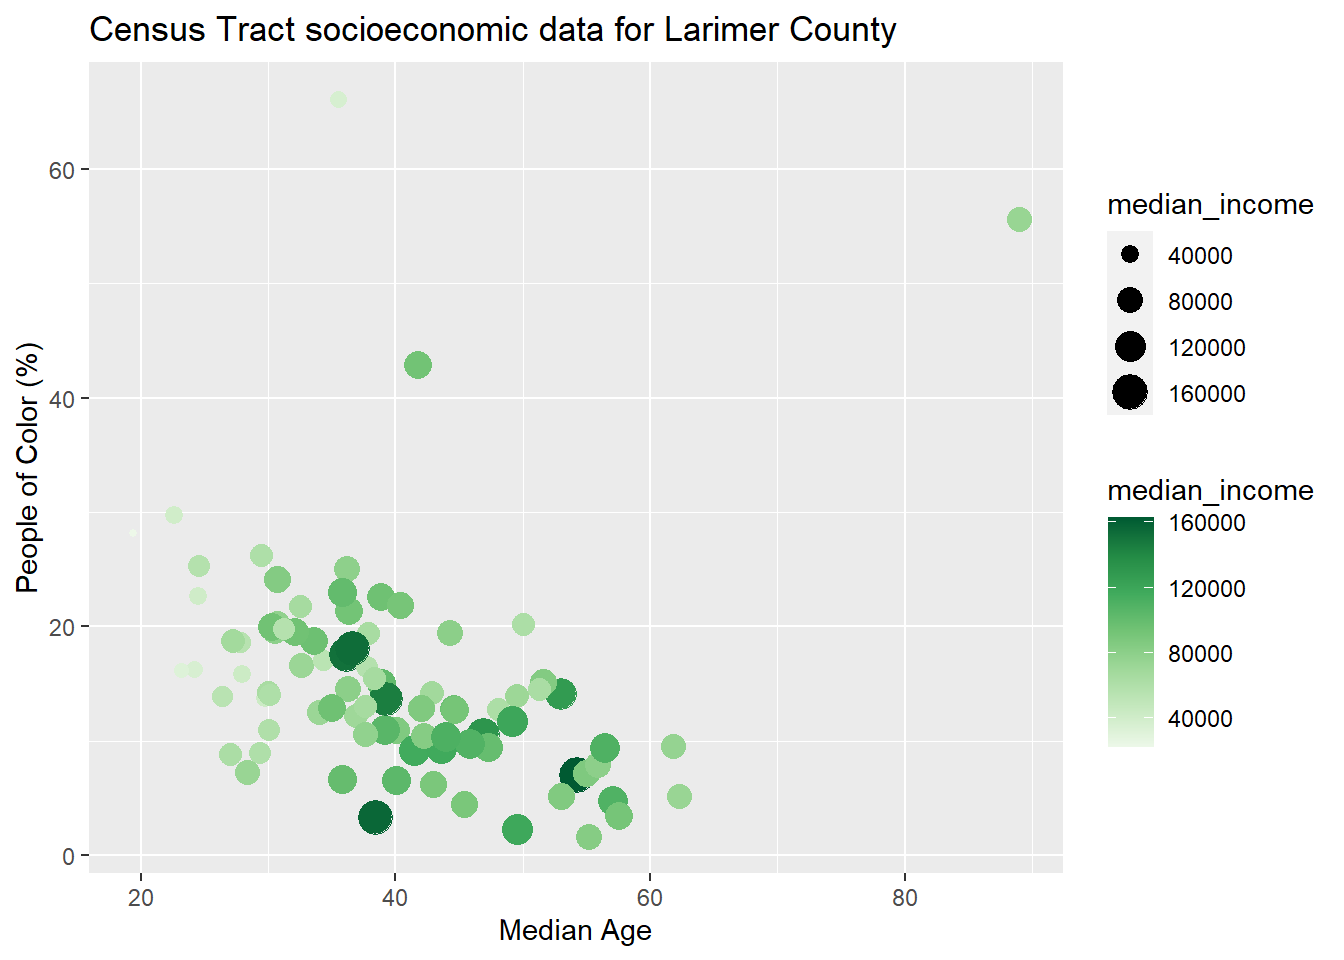 Census Tract socioeconomic data for Larimer County
People of Color (%)
60
40
20
0
20 40 60 80
Median Age
median_income
40000
80000
120000
160000
median_income
160000
120000
80000
40000